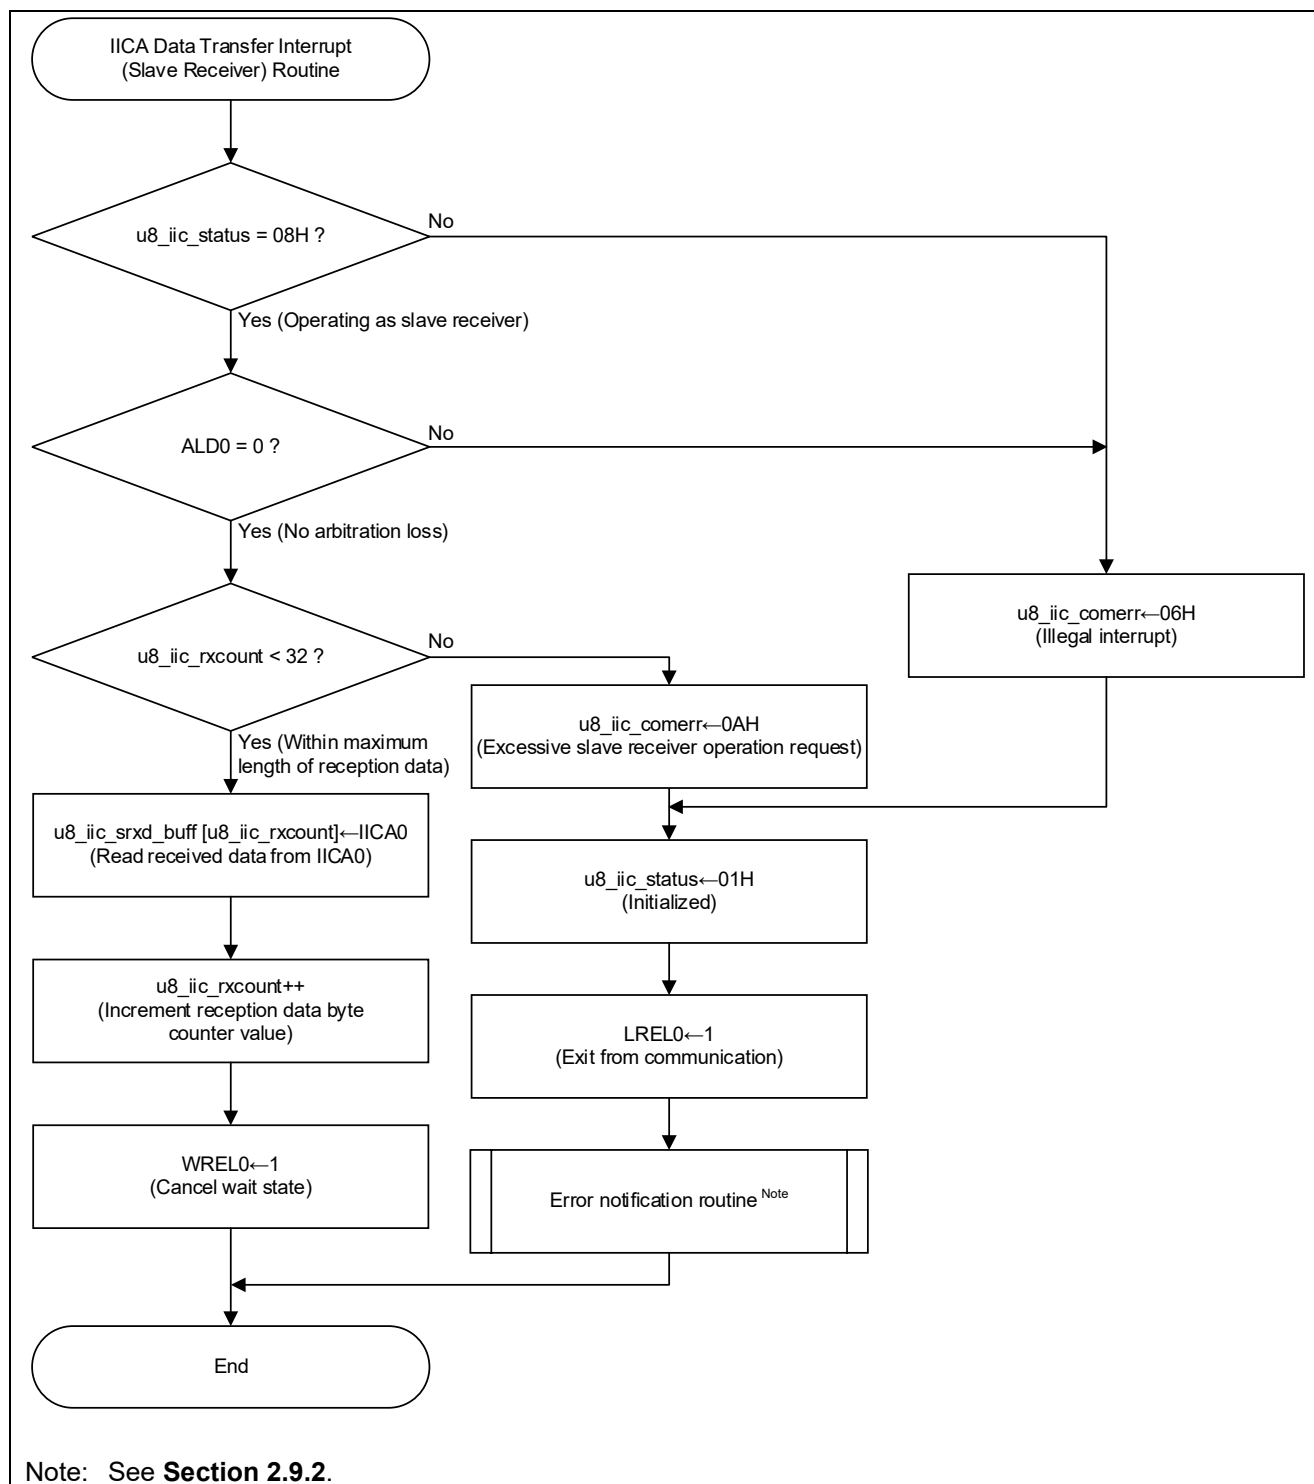 IICA Data Transfer Interrupt
(Slave Receiver) Routine
u8_iic_status = 08H ?
No
Yes (Operating as slave receiver)
ALD0 = 0 ?
No
Yes (No arbitration loss)
u8_iic_rxcount < 32 ?
No
Yes (Within maximum
length of reception data)
u8_iic_comerr←06H
(Illegal interrupt)
u8_iic_comerr←0AH
(Excessive slave receiver operation request)
u8_iic_srxd_buff [u8_iic_rxcount]←IICA0
(Read received data from IICA0)
u8_iic_status←01H
(Initialized)
u8_iic_rxcount++
(Increment reception data byte
counter value)
LREL0←1
(Exit from communication)
WREL0←1
(Cancel wait state)
Error notification routine Note
End
Note: See Section 2.9.2.